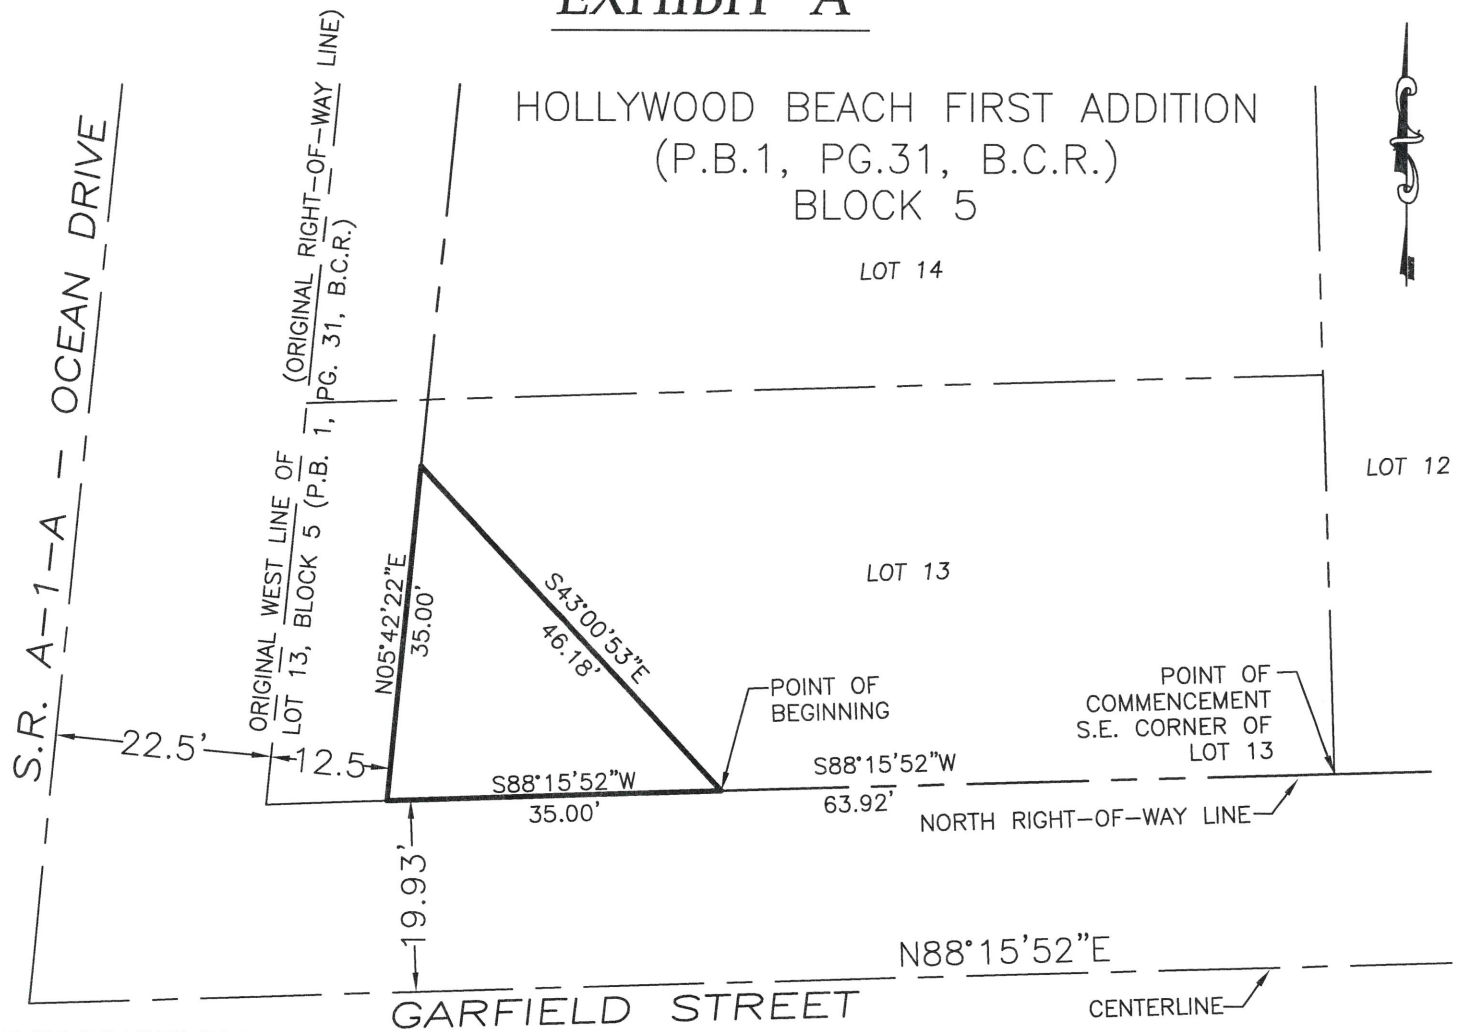 EXHIBIT "A"
HOLLYWOOD BEACH FIRST ADDITION
(P.B.1, PG.31, B.C.R.)
BLOCK 5
LOT 14
LOT 12
LOT 13
S.R. A-1-A - OCEAN DRIVE
(ORIGINAL RIGHT-OF-WAY LINE)
ORIGINAL WEST LINE OF
LOT 13, BLOCK 5 (P.B. 1, PG. 31, B.C.R.)
N05°42'22"E
35.00'
S43°00'53"E
46.18'
POINT OF
BEGINNING
POINT OF
COMMENCEMENT
S.E. CORNER OF
LOT 13
22.5'
12.5
S88°15'52"W
35.00'
S88°15'52"W
63.92'
NORTH RIGHT-OF-WAY LINE
19.93'
N88°15'52"E
GARFIELD STREET
CENTERLINE